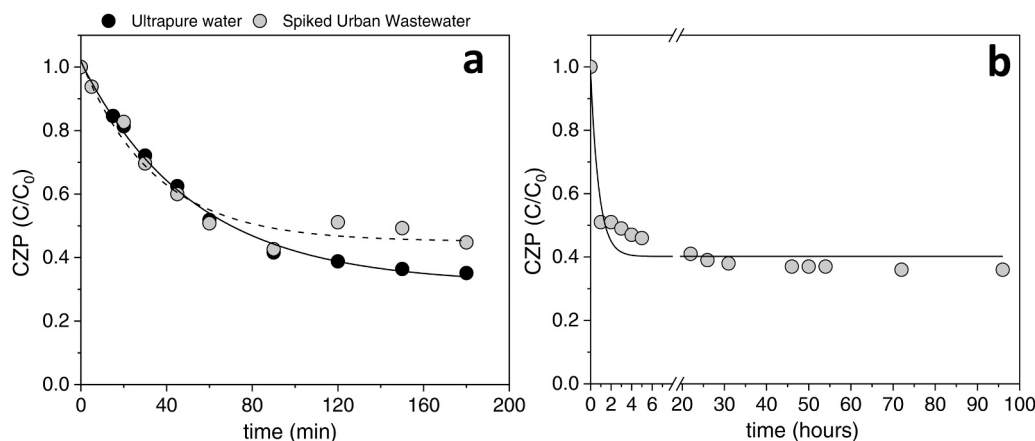 Ultrapure water
Spiked Urban Wastewater
a
CZP (C/C0)
1.0
0.8
0.6
0.4
0.2
0.0
0 40 80 120 160 200
time (min)
b
CZP (C/C0)
1.0
0.8
0.6
0.4
0.2
0.0
0 2 4 6 20 30 40 50 60 70 80 90 100
time (hours)